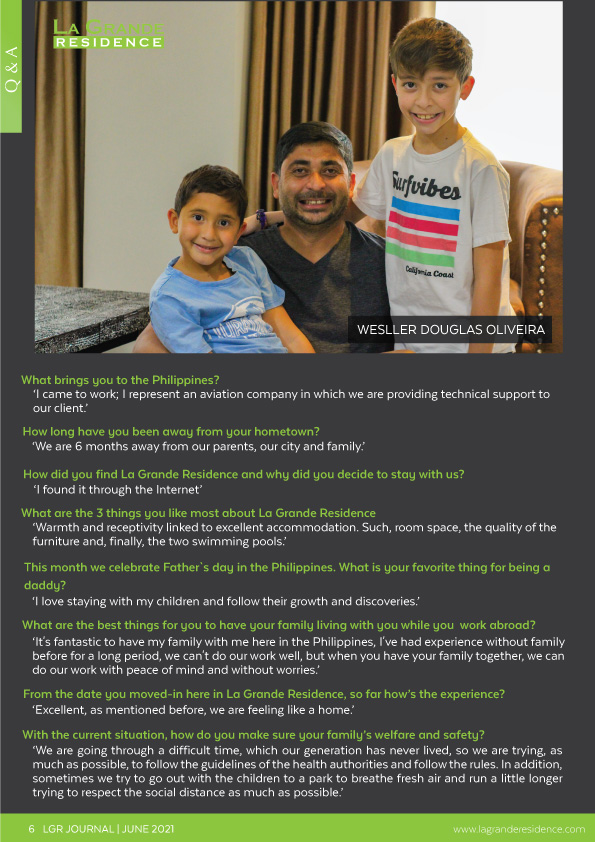 Q & A
LA GRANDE
RESIDENCE
Surfvibes
California Coast
WESLLER DOUGLAS OLIVEIRA
What brings you to the Philippines?
‘I came to work; I represent an aviation company in which we are providing technical support to
our client.’
How long have you been away from your hometown?
‘We are 6 months away from our parents, our city and family.’
How did you find La Grande Residence and why did you decide to stay with us?
‘I found it through the Internet’
What are the 3 things you like most about La Grande Residence
‘Warmth and receptivity linked to excellent accommodation. Such, room space, the quality of the
furniture and, finally, the two swimming pools.’
This month we celebrate Father`s day in the Philippines. What is your favorite thing for being a
daddy?
‘I love staying with my children and follow their growth and discoveries.’
What are the best things for you to have your family living with you while you work abroad?
‘It’s fantastic to have my family with me here in the Philippines, I’ve had experience without family
before for a long period, we can’t do our work well, but when you have your family together, we can
do our work with peace of mind and without worries.’
From the date you moved-in here in La Grande Residence, so far how’s the experience?
‘Excellent, as mentioned before, we are feeling like a home.’
With the current situation, how do you make sure your family’s welfare and safety?
‘We are going through a difficult time, which our generation has never lived, so we are trying, as
much as possible, to follow the guidelines of the health authorities and follow the rules. In addition,
sometimes we try to go out with the children to a park to breathe fresh air and run a little longer
trying to respect the social distance as much as possible.’
6 LGR JOURNAL | JUNE 2021
www.lagranderesidence.com